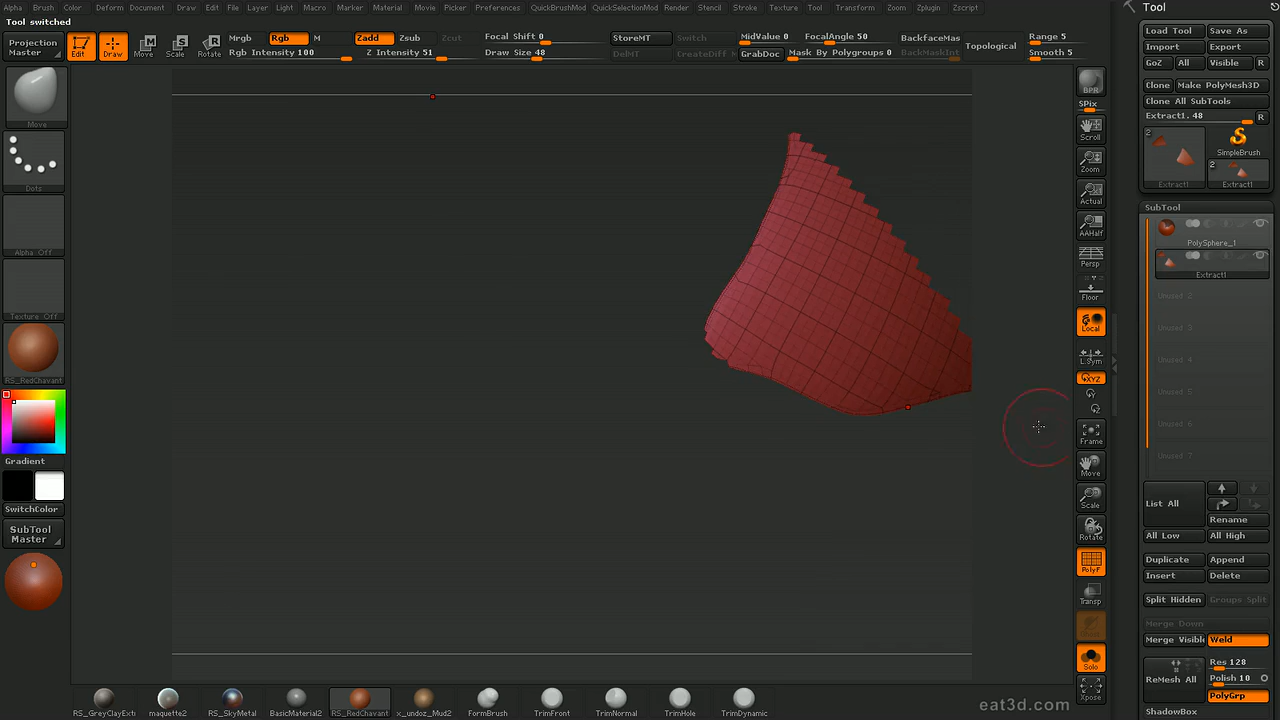 Alpha Brush Color Deform Document Draw Edit File Layer Light Macro Marker Material Movie Picker Preferences QuickBrushMod QuickSelectionMod Render Stencil Stroke Texture Tool Transform Zoom Zplugin Zscript
Tool switched
Projection
Master
Edit
Draw
Move
Scale
Rotate
Mrgb Rgb M
Rgb Intensity 100
Zadd Zsub Zcut
Z Intensity 51
Focal Shift 0
Draw Size 48
StoreMT Switch
DelMT CreateDiff
MidValue 0 FocalAngle 50 BackfaceMas
GrabDoc Mask By Polygroups 0 BackMaskInt
Topological
Range 5
Smooth 5
Move
Dots
Alpha Off
Texture Off
RS_RedChavant
Gradient
SwitchColor
SubTool
Master
BPR
SPix
Scroll
Zoom
Actual
AAHalf
Persp
Floor
Local
L.Sym
XYZ
Frame
Move
Scale
Rotate
PolyF
Transp
Solo
Xpose
Tool
Load Tool Save As
Import Export
GoZ All Visible R
Clone Make PolyMesh3D
Clone All SubTools
Extract1. 48 R
2
SimpleBrush
2
Extract1 Extract1
SubTool
PolySphere_1
Extract1
Unused 2
Unused 3
Unused 4
Unused 5
Unused 6
Unused 7
List All
Rename
All Low All High
Duplicate Append
Insert Delete
Split Hidden Groups Split
Merge Down
Merge Visibl Weld
ReMesh All
Res 128
Polish 10
PolyGrp
ShadowBox
RS_GreyClayExt maquette2 RS_SkyMetal BasicMaterial2 RS_RedChavant x_undoz_Mud2 FormBrush TrimFront TrimNormal TrimHole TrimDynamic
eat3d.com